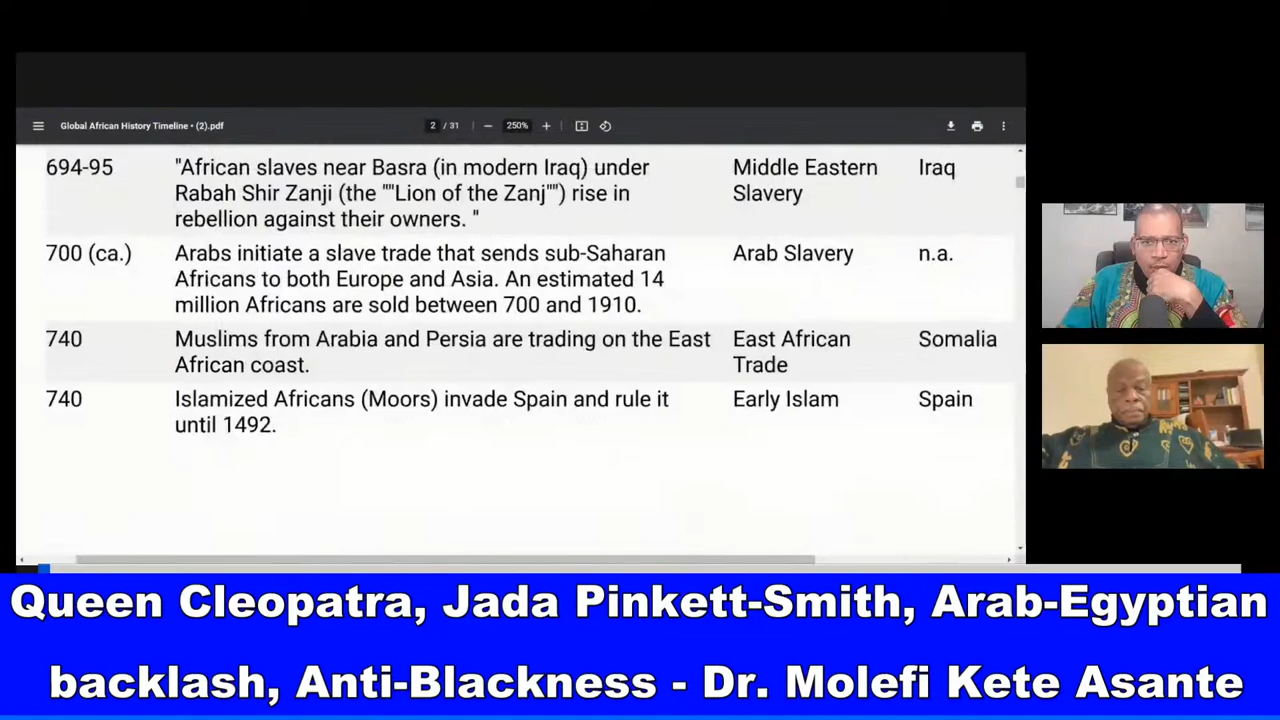 Global African History Timeline • (2).pdf
2 / 31
250%
694-95 "African slaves near Basra (in modern Iraq) under Middle Eastern Iraq
Rabah Shir Zanji (the ""Lion of the Zanj"") rise in Slavery
rebellion against their owners. "
700 (ca.) Arabs initiate a slave trade that sends sub-Saharan Arab Slavery n.a.
Africans to both Europe and Asia. An estimated 14
million Africans are sold between 700 and 1910.
740 Muslims from Arabia and Persia are trading on the East East African Somalia
African coast. Trade
740 Islamized Africans (Moors) invade Spain and rule it Early Islam Spain
until 1492.
Queen Cleopatra, Jada Pinkett-Smith, Arab-Egyptian
backlash, Anti-Blackness - Dr. Molefi Kete Asante